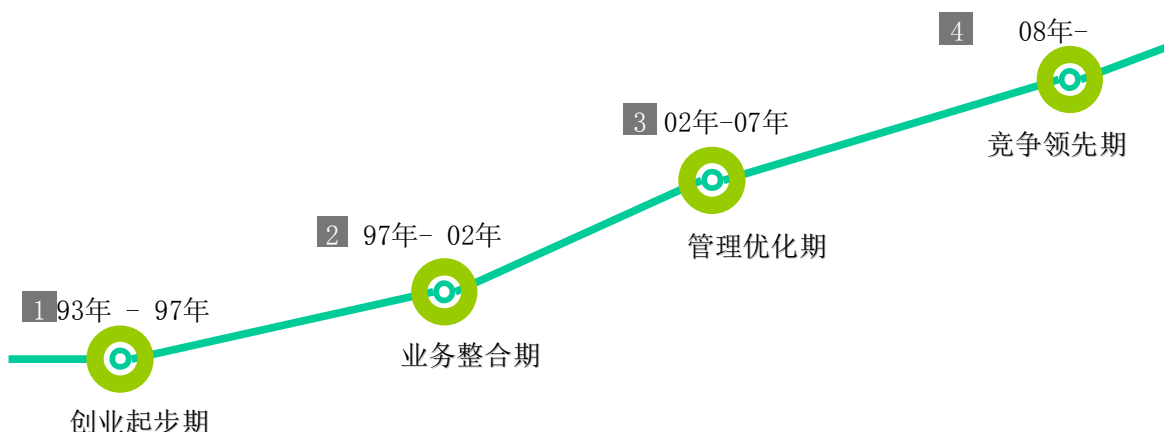 1 93年 - 97年
创业起步期
2 97年- 02年
业务整合期
3 02年-07年
管理优化期
4 08年-
竞争领先期